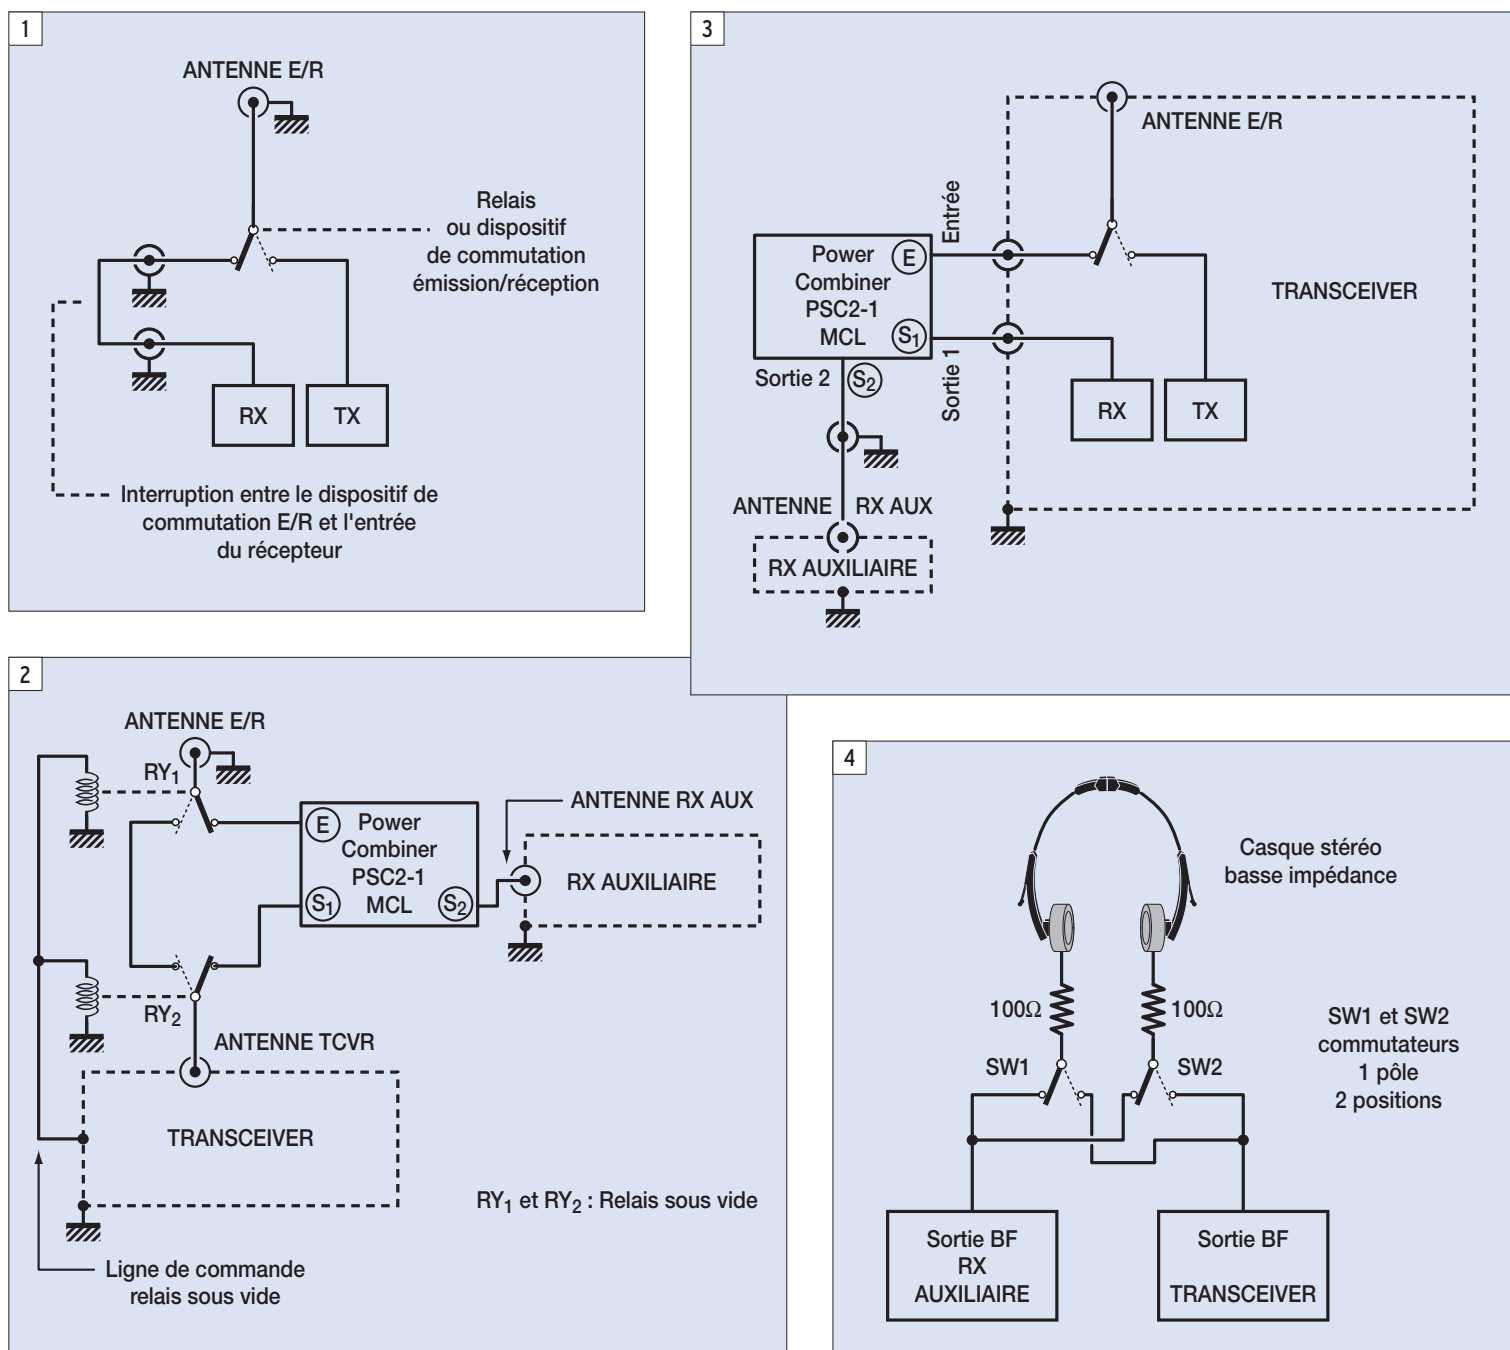 1
ANTENNE E/R
Relais
ou dispositif
de commutation
émission/réception
RX
TX
Interruption entre le dispositif de
commutation E/R et l'entrée
du récepteur
3
ANTENNE E/R
Entrée
Power
Combiner
PSC2-1
MCL
E
S1
TRANSCEIVER
Sortie 2
S2
Sortie 1
RX
TX
ANTENNE RX AUX
RX AUXILIAIRE
2
ANTENNE E/R
RY1
E
Power
Combiner
PSC2-1
MCL
S1
S2
ANTENNE RX AUX
RX AUXILIAIRE
RY2
ANTENNE TCVR
TRANSCEIVER
RY1 et RY2 : Relais sous vide
Ligne de commande
relais sous vide
4
Casque stéréo
basse impédance
100Ω
100Ω
SW1 et SW2
commutateurs
1 pôle
2 positions
SW1
SW2
Sortie BF
RX
AUXILIAIRE
Sortie BF
TRANSCEIVER